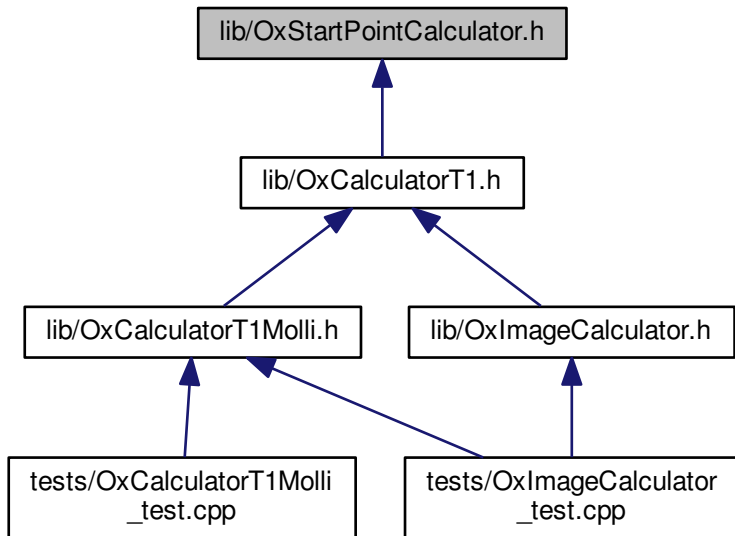 lib/OxStartPointCalculator.h
lib/OxCalculatorT1.h
lib/OxCalculatorT1Molli.h
lib/OxImageCalculator.h
tests/OxCalculatorT1Molli
_test.cpp
tests/OxImageCalculator
_test.cpp